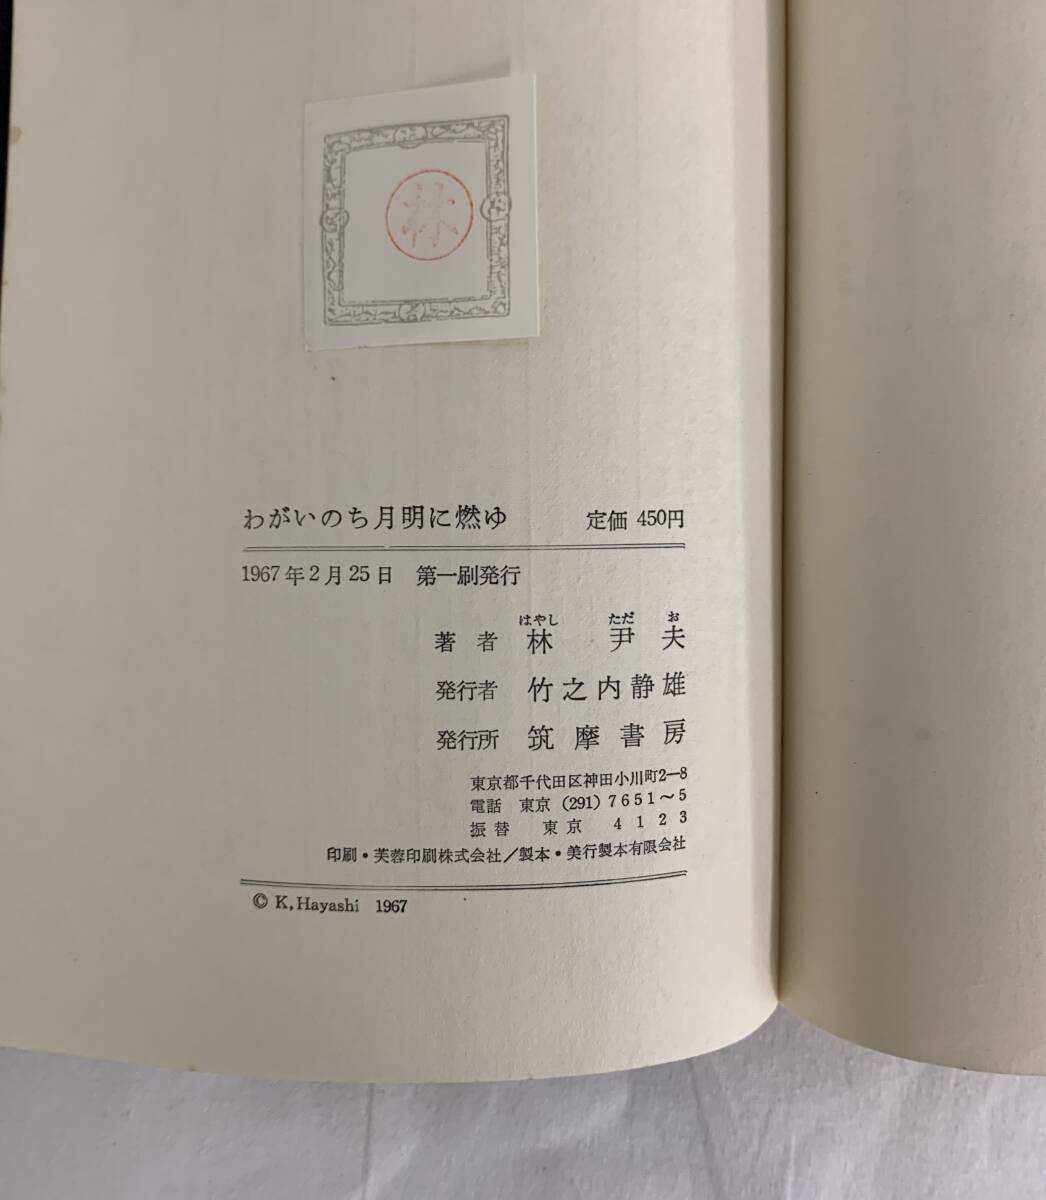 林
わがいのち月明に燃ゆ 定価 450円
1967年2月25日 第一刷発行
はやし ただ お
著者 林 尹夫
発行者 竹之内静雄
発行所 筑摩書房
東京都千代田区神田小川町2—8
電話 東京 (291) 7651~5
振替 東京 4123
印刷・芙蓉印刷株式会社/製本・美行製本有限会社
© K, Hayashi 1967